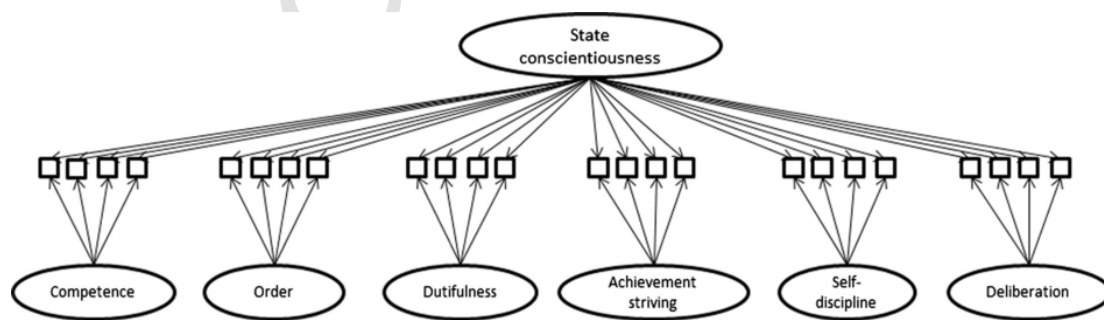 State
conscientiousness
Competence
Order
Dutifulness
Achievement
striving
Self-
discipline
Deliberation